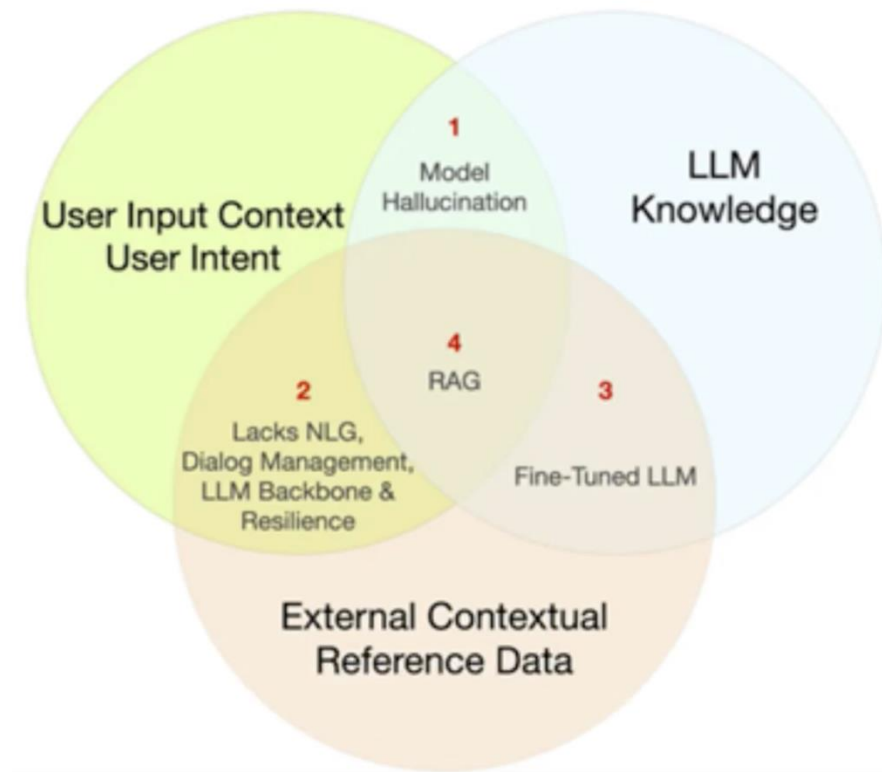 1
Model
Hallucination
LLM
Knowledge
User Input Context
User Intent
4
RAG
2
Lacks NLG,
Dialog Management,
LLM Backbone &
Resilience
3
Fine-Tuned LLM
External Contextual
Reference Data